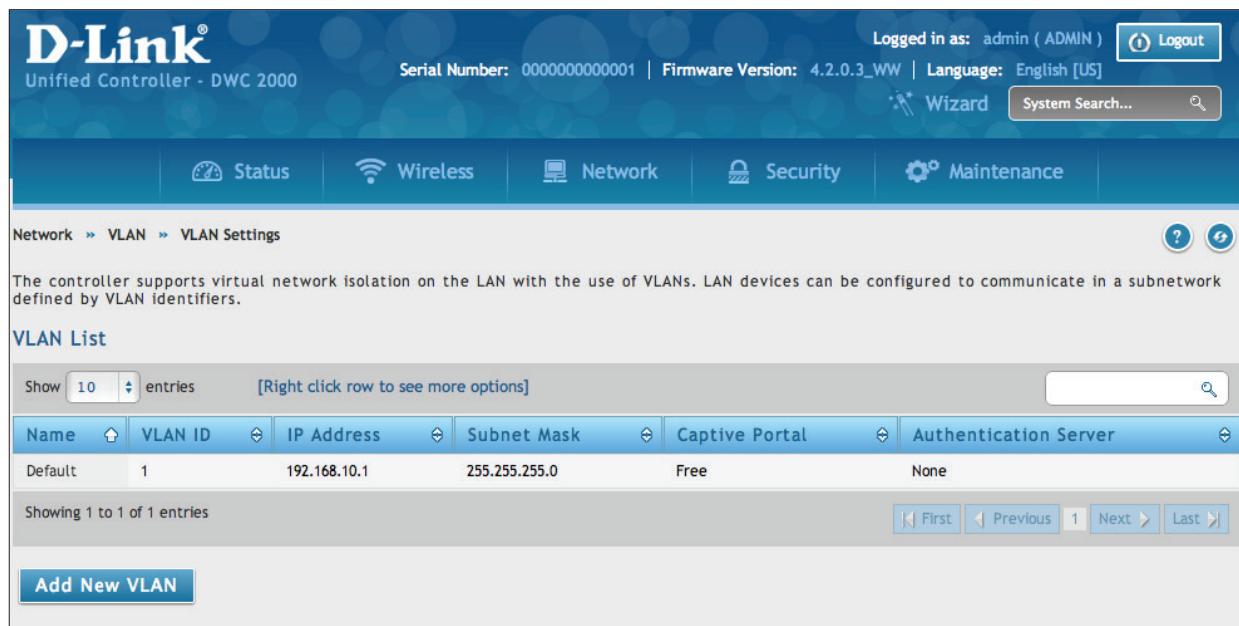 D-Link®
Unified Controller - DWC 2000
Logged in as: admin ( ADMIN )
Logout
Serial Number: 0000000000001 | Firmware Version: 4.2.0.3_WW | Language: English [US]
Wizard
System Search...
Status
Wireless
Network
Security
Maintenance
Network » VLAN » VLAN Settings
?
The controller supports virtual network isolation on the LAN with the use of VLANs. LAN devices can be configured to communicate in a subnetwork
defined by VLAN identifiers.
VLAN List
Show 10 entries [Right click row to see more options]
Name VLAN ID IP Address Subnet Mask Captive Portal Authentication Server
Default 1 192.168.10.1 255.255.255.0 Free None
Showing 1 to 1 of 1 entries
First Previous 1 Next Last
Add New VLAN